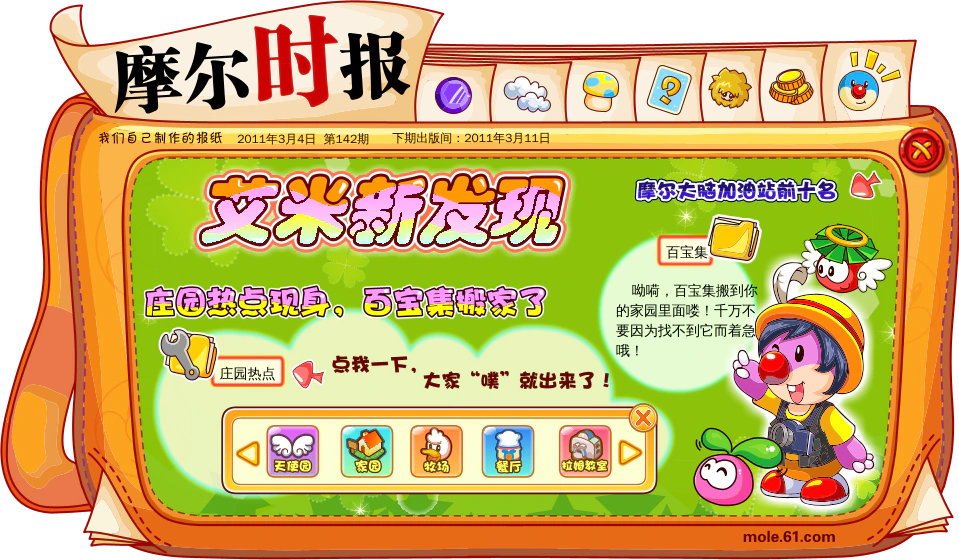 摩尔时报
我们自己制作的报纸 2011年3月4日 第142期 下期出版间：2011年3月11日
艾米新发现
摩尔大脑加油站前十名
百宝集
呦嗬，百宝集搬到你
的家园里面喽！千万不
要因为找不到它而着急
哦！
庄园热点现身，百宝集搬家了
庄园热点
点我一下，
大家“噗”就出来了！
天使园 家园 牧场 餐厅 拉姆教室
mole.61.com